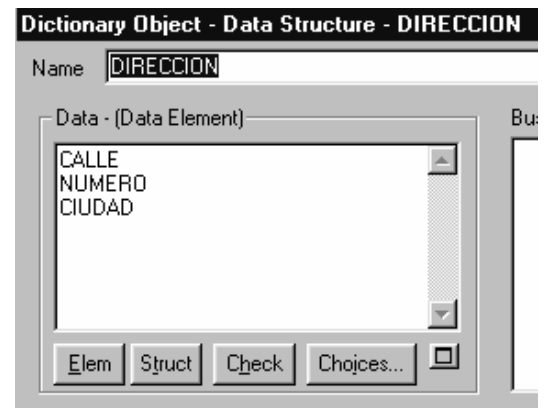 Dictionary Object - Data Structure - DIRECCION
Name DIRECCION
Data - (Data Element)
CALLE
NUMERO
CIUDAD
Elem Struct Check Choices...